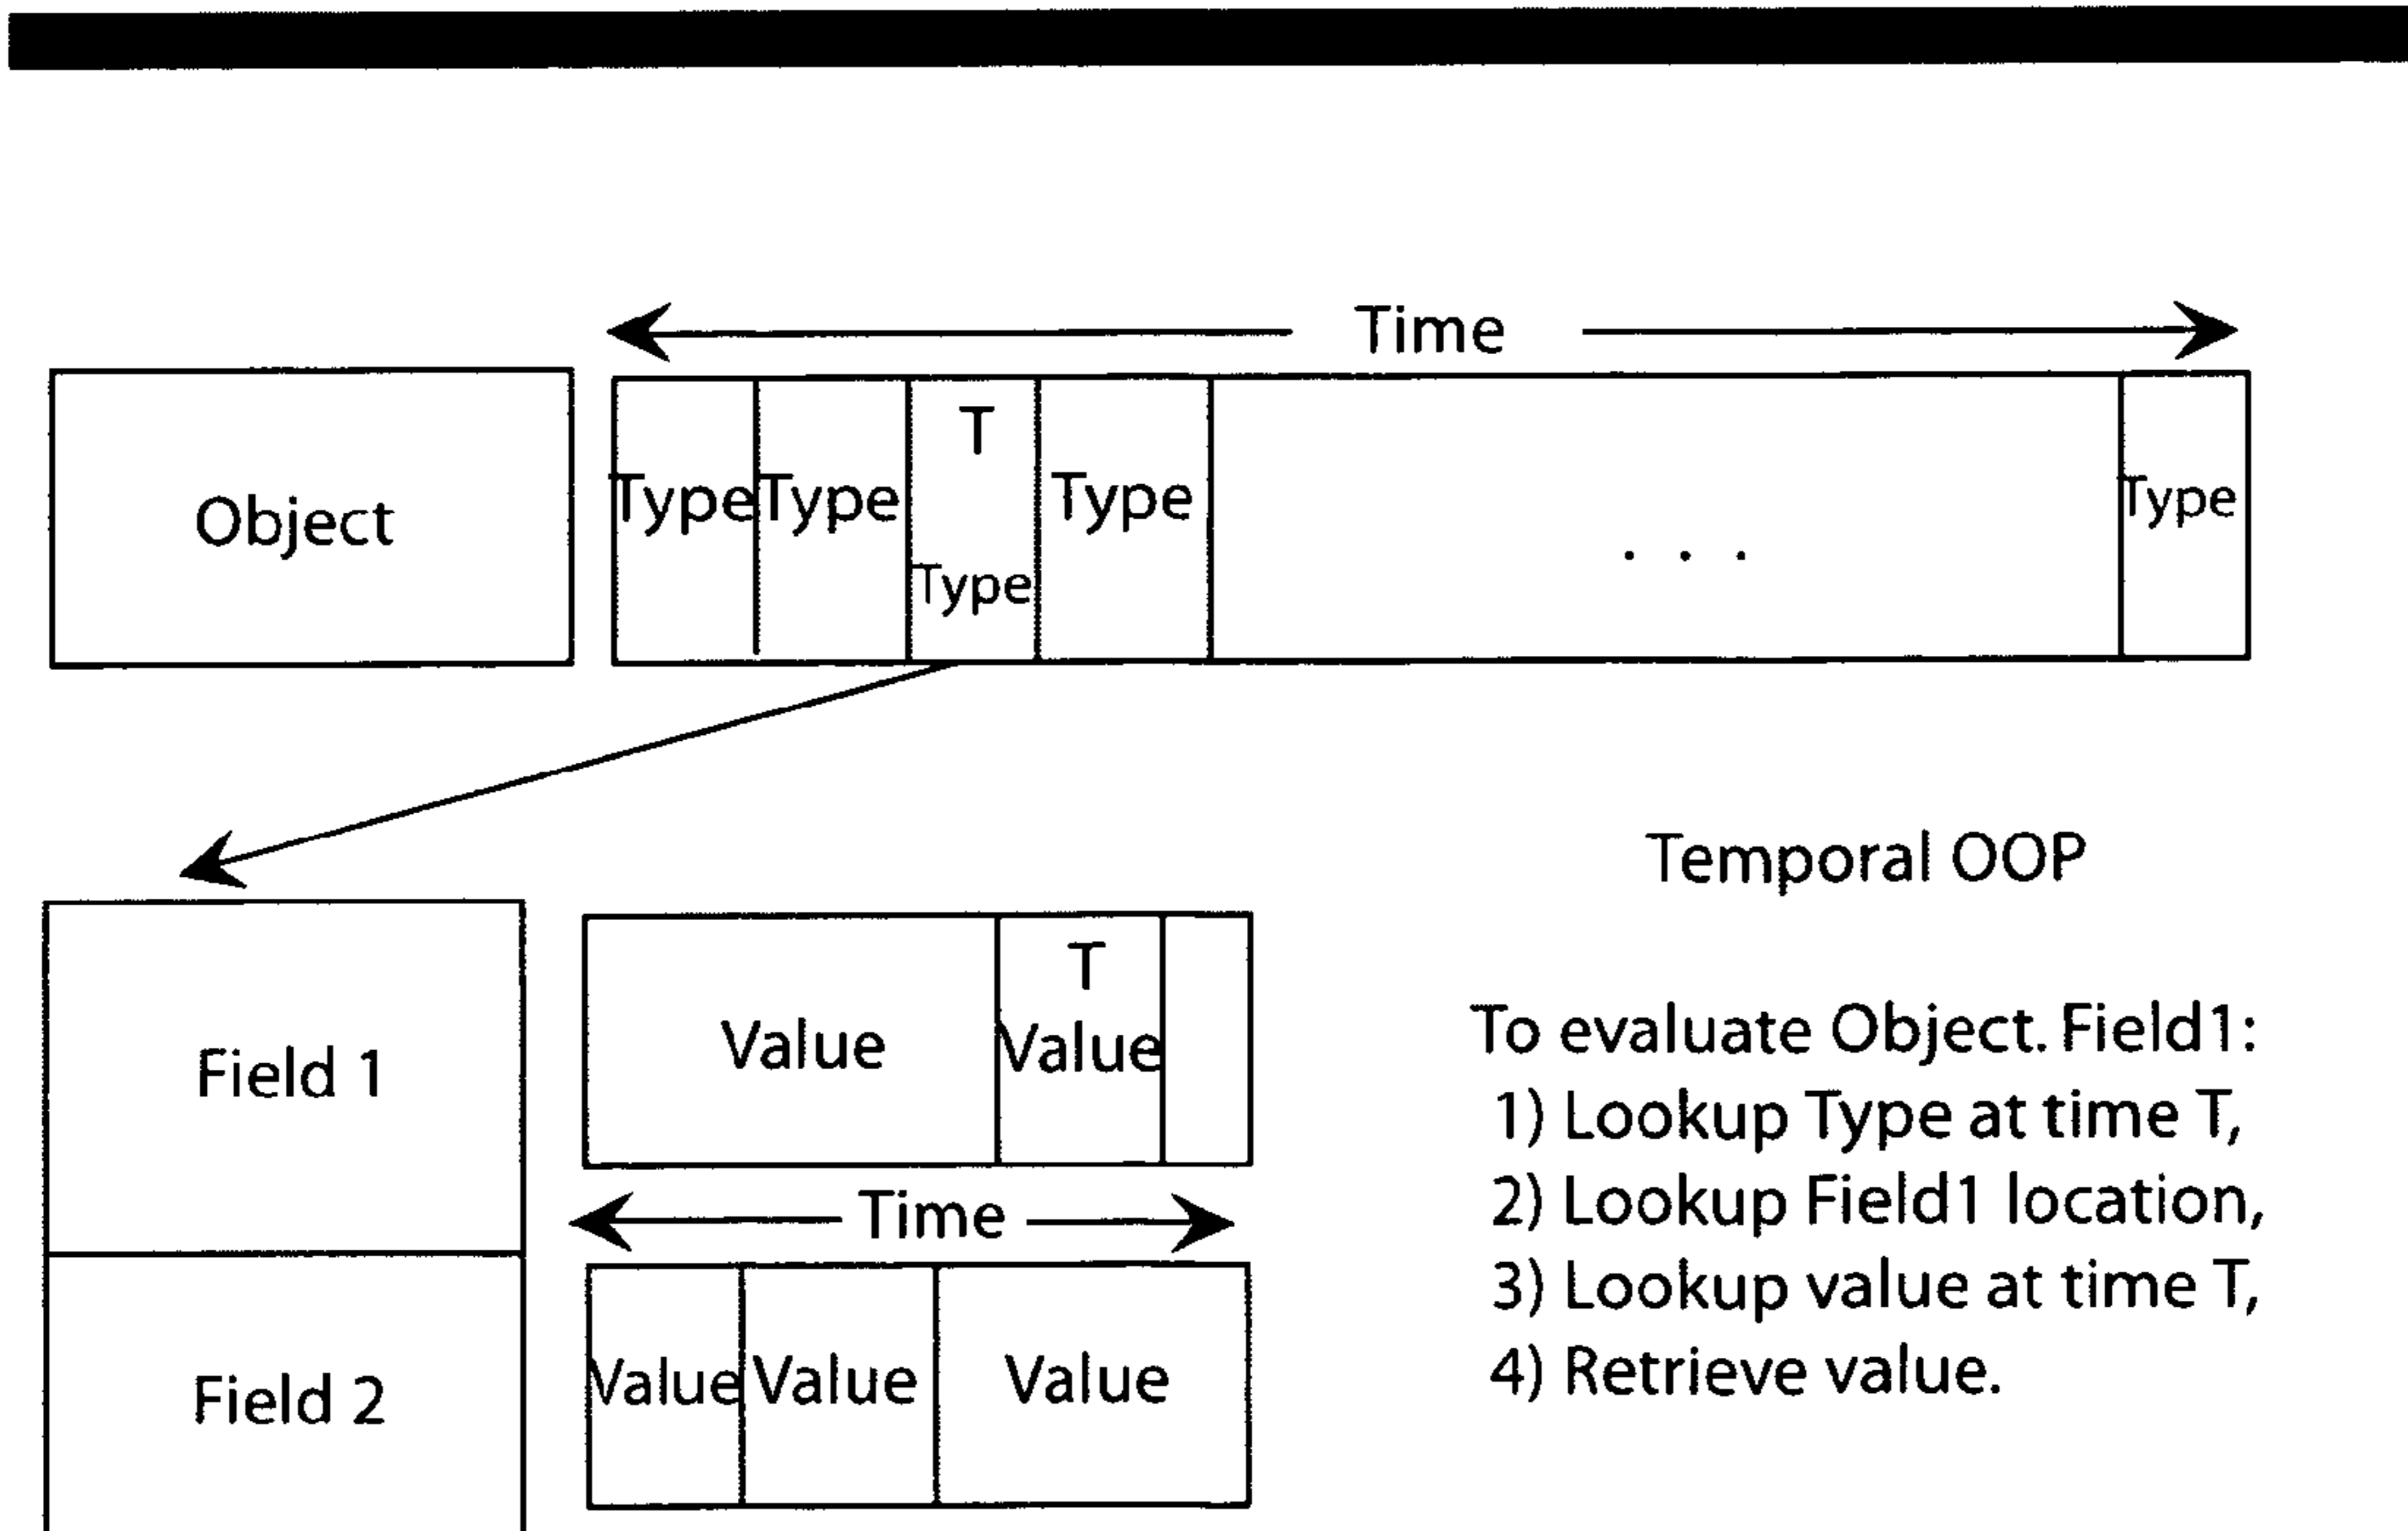 Time
Object
Type Type T Type Type . . . Type
Temporal OOP
Field 1
Value T Value
To evaluate Object. Field1:
1) Lookup Type at time T,
2) Lookup Field1 location,
3) Lookup value at time T,
4) Retrieve value.
Time
Field 2
Value Value Value